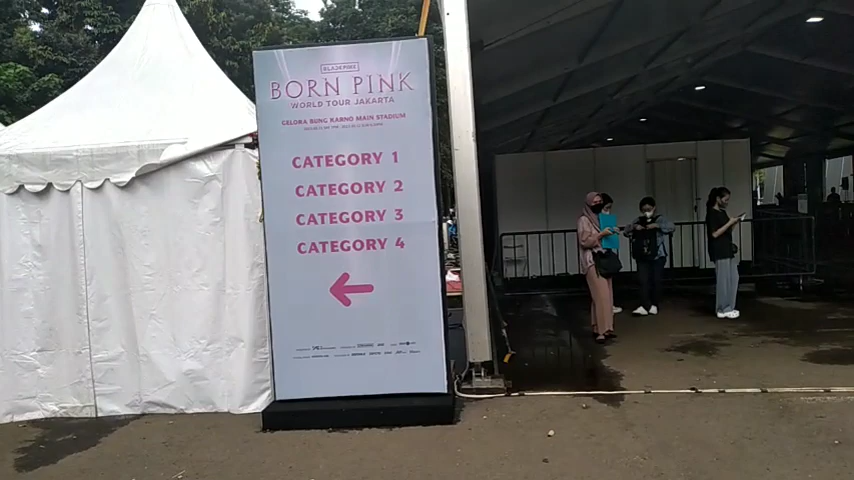 BLACKPINK
BORN PINK
WORLD TOUR JAKARTA
GELORA BUNG KARNO MAIN STADIUM
CATEGORY 1
CATEGORY 2
CATEGORY 3
CATEGORY 4